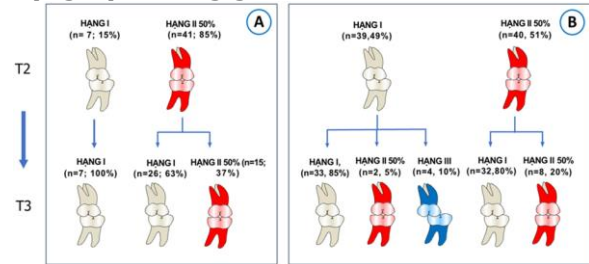 HẠNG I
(n= 7; 15%)
HẠNG II 50%
(n=41; 85%)
A
HẠNG I
(n=39,49%)
HẠNG II 50%
(n=40, 51%)
B
T2
HẠNG I
(n=7; 100%)
HẠNG I
(n=26; 63%)
HẠNG II 50% (n=15;
37%)
HẠNG I,
(n=33, 85%)
HẠNG II 50%
(n=2, 5%)
HẠNG III
(n=4, 10%)
HẠNG I
(n=32,80%)
HẠNG II 50%
(n=8, 20%)
T3